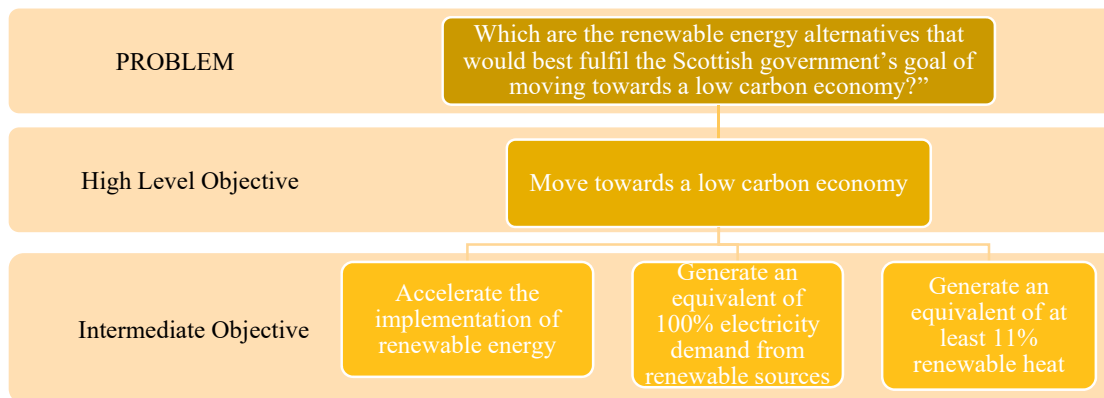 PROBLEM
Which are the renewable energy alternatives that
would best fulfil the Scottish government’s goal of
moving towards a low carbon economy?”
High Level Objective
Move towards a low carbon economy
Intermediate Objective
Accelerate the
implementation of
renewable energy
Generate an
equivalent of
100% electricity
demand from
renewable sources
Generate an
equivalent of at
least 11%
renewable heat